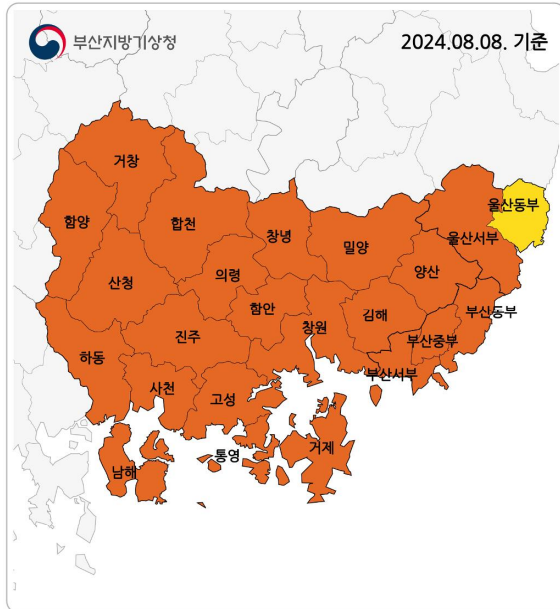 부산지방기상청
2024.08.08. 기준
거창
울산동부
함양
합천
창녕
울산서부
밀양
의령
양산
산청
함안
부산동부
김해
창원
진주
부산중부
하동
부산서부
사천
고성
거제
통영
남해